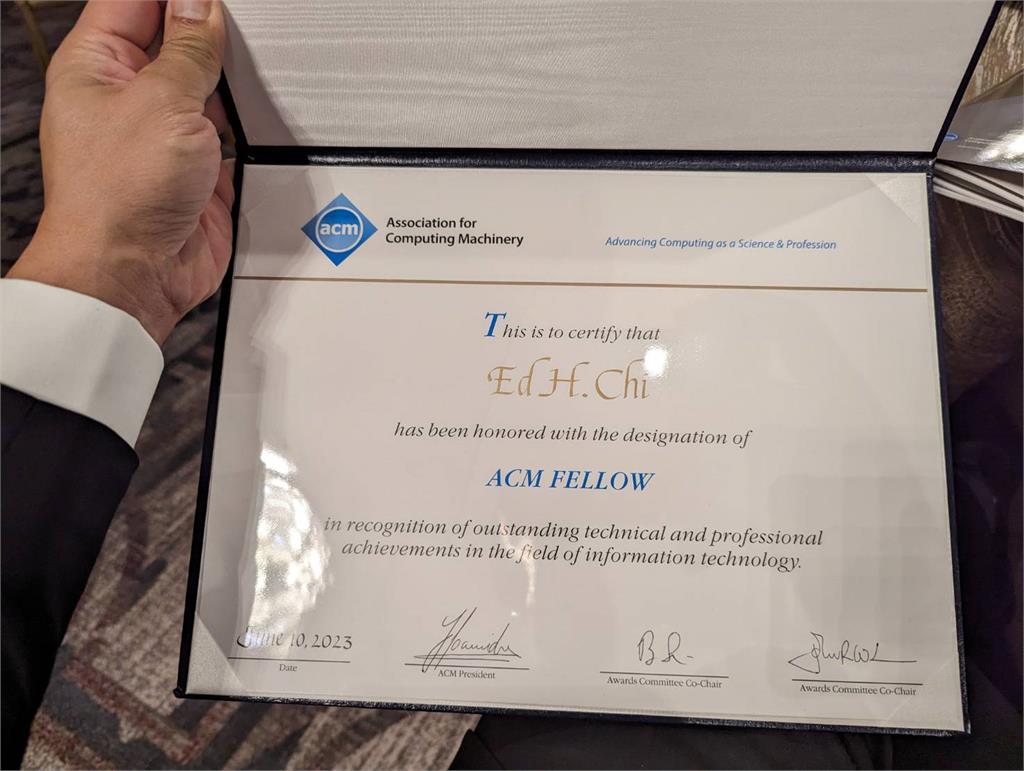 acm
Association for
Computing Machinery
Advancing Computing as a Science & Profession
This is to certify that
Ed H. Chi
has been honored with the designation of
ACM FELLOW
in recognition of outstanding technical and professional
achievements in the field of information technology.
June 10, 2023
Date
ACM President
Awards Committee Co-Chair
Awards Committee Co-Chair